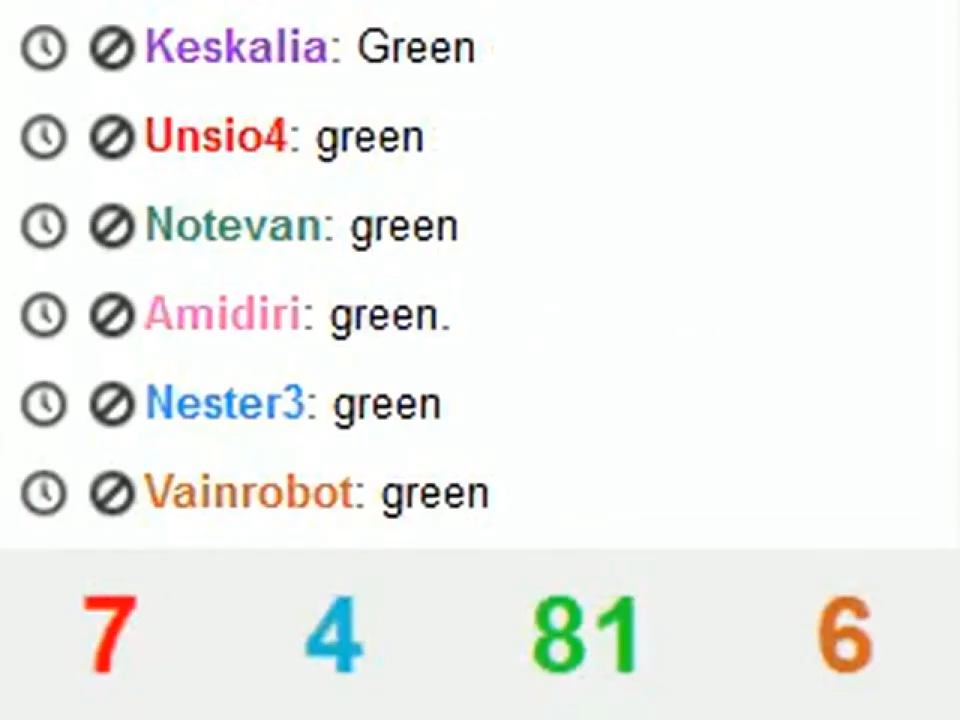 Keskalia: Green
Unsio4: green
Notevan: green
Amidiri: green.
Nester3: green
Vainrobot: green
7 4 81 6